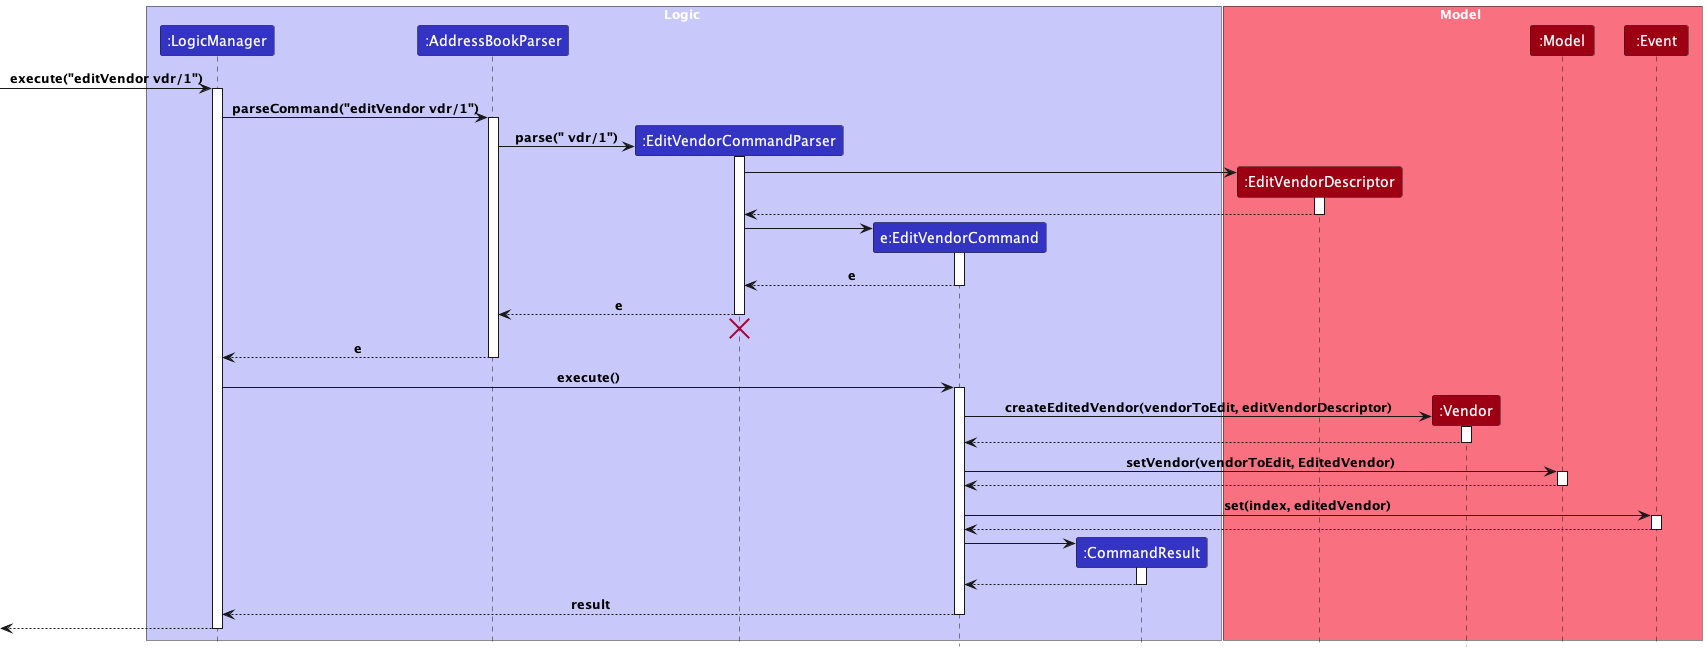 Logic
Model
:LogicManager
:AddressBookParser
:Model
:Event
execute("editVendor vdr/1")
parseCommand("editVendor vdr/1")
parse(" vdr/1")
:EditVendorCommandParser
:EditVendorDescriptor
e:EditVendorCommand
e
e
e
execute()
createEditedVendor(vendorToEdit, editVendorDescriptor)
:Vendor
setVendor(vendorToEdit, EditedVendor)
set(index, editedVendor)
:CommandResult
result